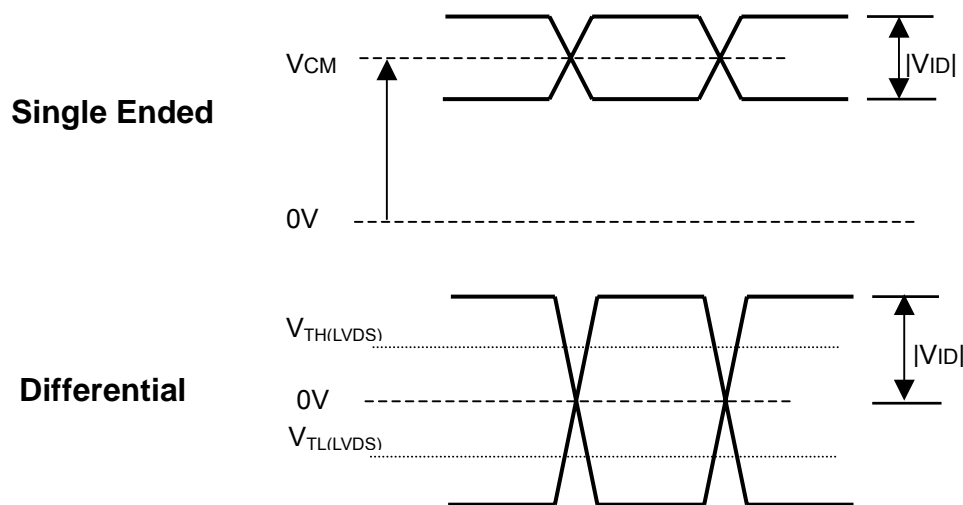 VCM
|VID|
Single Ended
0V
VTH(LVDS)
|VID|
Differential
0V
VTL(LVDS)